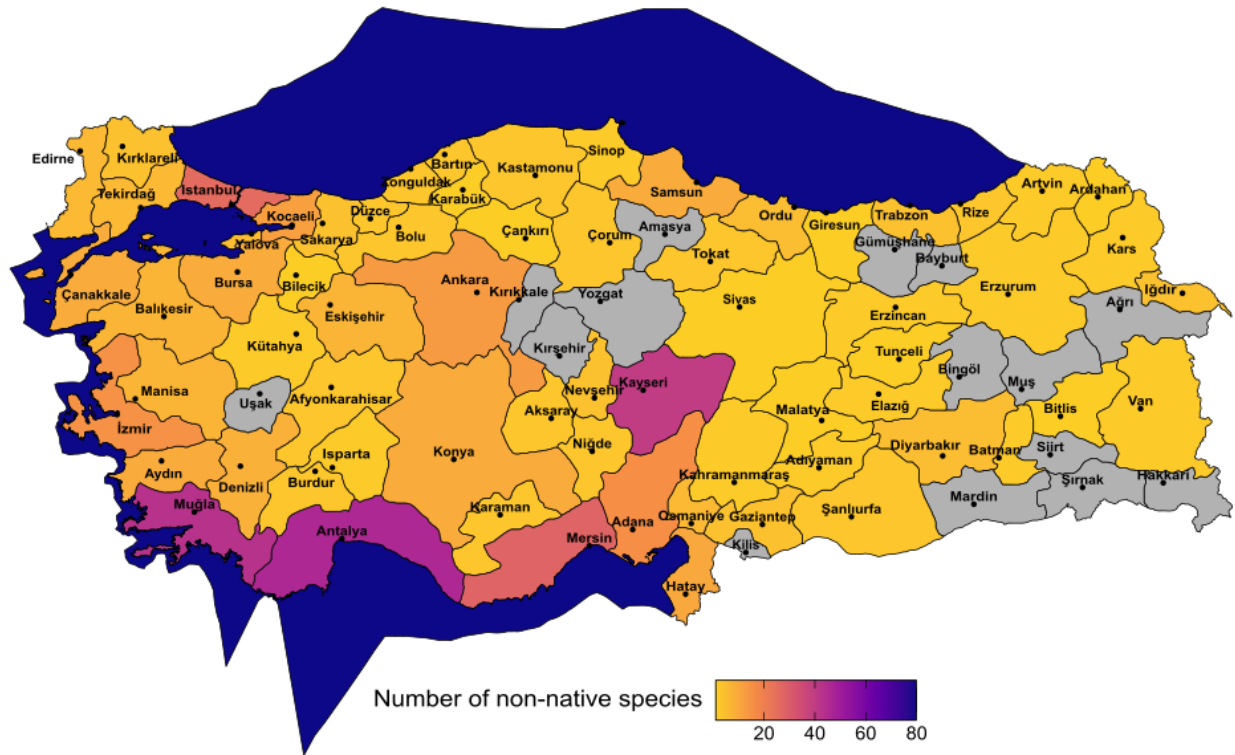 Edirne
Kırklareli
Tekirdağ
İstanbul
Kocaeli
Yalova
Sakarya
Düzce
Bolu
Zonguldak
Bartın
Karabük
Kastamonu
Sinop
Çankırı
Çorum
Samsun
Amasya
Tokat
Ordu
Giresun
Trabzon
Gümüşhane
Bayburt
Rize
Artvin
Ardahan
Kars
Iğdır
Ağrı
Erzurum
Erzincan
Çanakkale
Balıkesir
Bursa
Bilecik
Eskişehir
Ankara
Kırıkkale
Yozgat
Sivas
Kütahya
Kırşehir
Tunceli
Bingöl
Muş
Manisa
Uşak
Afyonkarahisar
Nevşehir
Kayseri
Aksaray
Malatya
Elazığ
Bitlis
Van
İzmir
Aydın
Denizli
Isparta
Burdur
Konya
Niğde
Kahramanmaraş
Adıyaman
Diyarbakır
Batman
Siirt
Şırnak
Hakkari
Mardin
Muğla
Antalya
Karaman
Mersin
Adana
Osmaniye
Gaziantep
Şanlıurfa
Kilis
Hatay
Number of non-native species
20 40 60 80